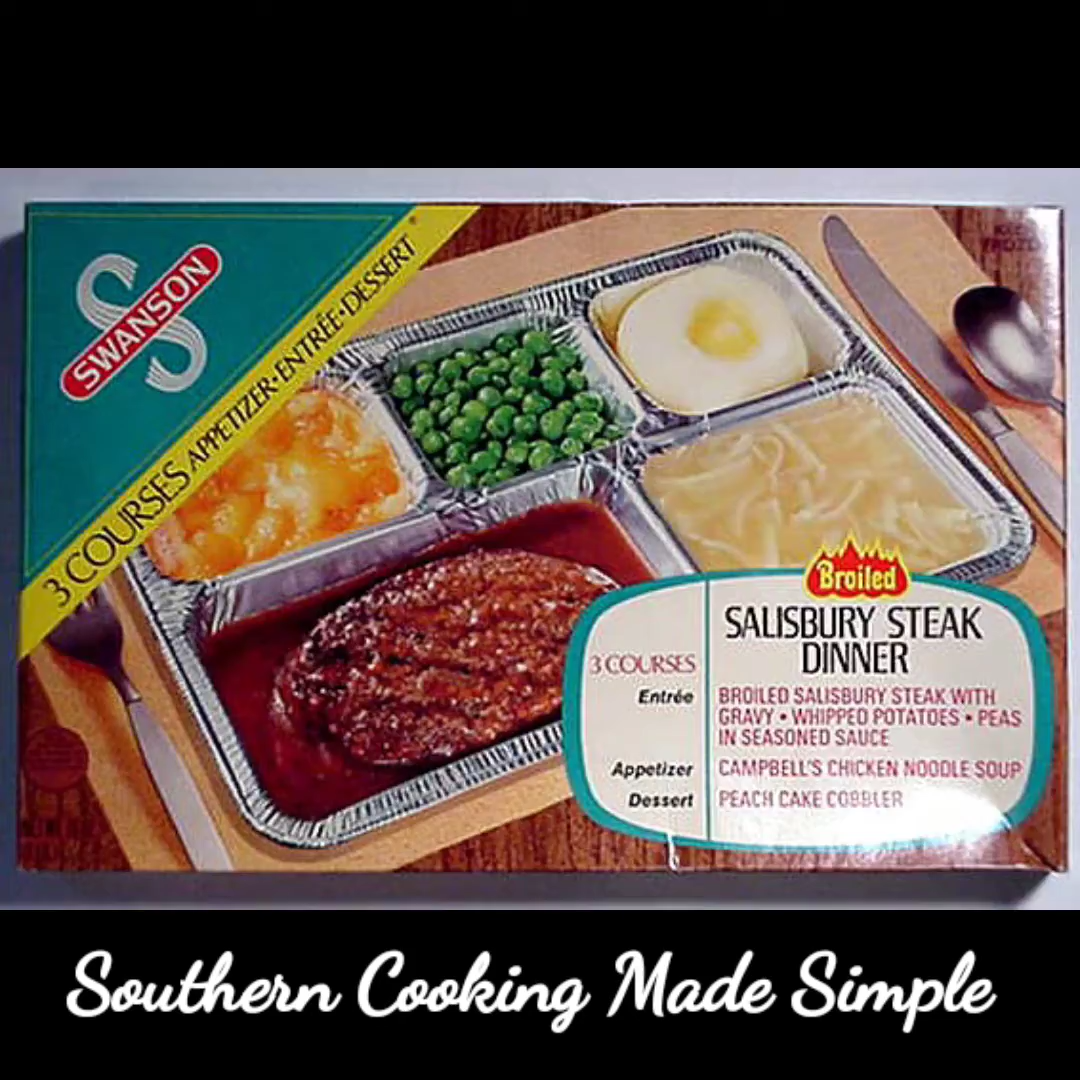 SWANSON
3 COURSES APPETIZER•ENTRÉE•DESSERT
Broiled
SALISBURY STEAK
DINNER
3 COURSES
Entrée
BROILED SALISBURY STEAK WITH
GRAVY • WHIPPED POTATOES • PEAS
IN SEASONED SAUCE
Appetizer
CAMPBELL'S CHICKEN NOODLE SOUP
Dessert
PEACH CAKE COBBLER
Southern Cooking Made Simple